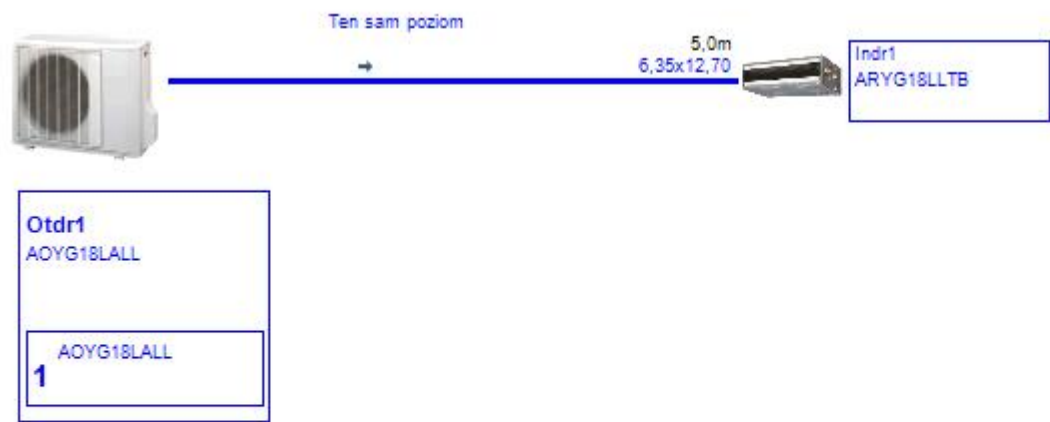 Ten sam poziom
5,0m
6,35x12,70
Indr1
ARYG18LLTB
Otdr1
AOYG18LALL
AOYG18LALL
1